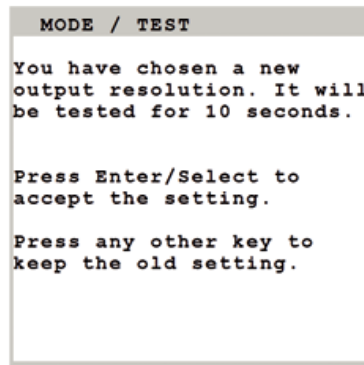 MODE / TEST
You have chosen a new
output resolution. It will
be tested for 10 seconds.
Press Enter/Select to
accept the setting.
Press any other key to
keep the old setting.